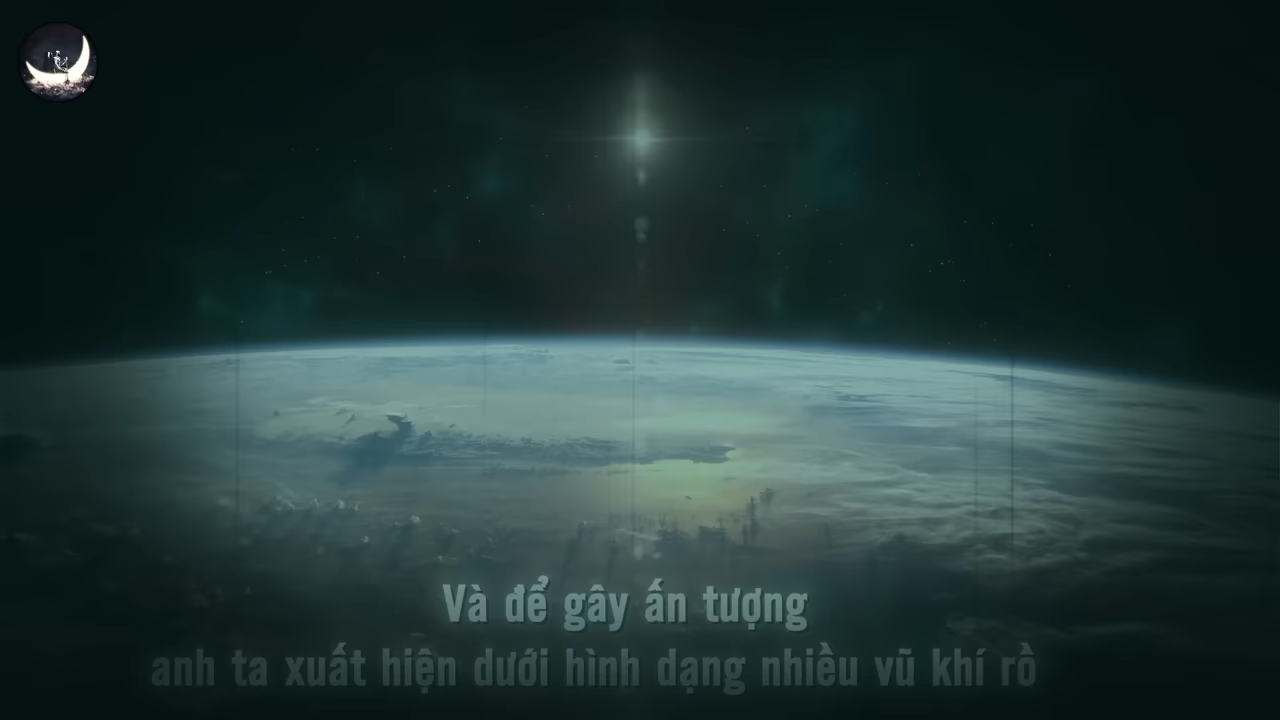 Và để gây ấn tượng
anh ta xuất hiện dưới hình dạng nhiều vũ khí rồ